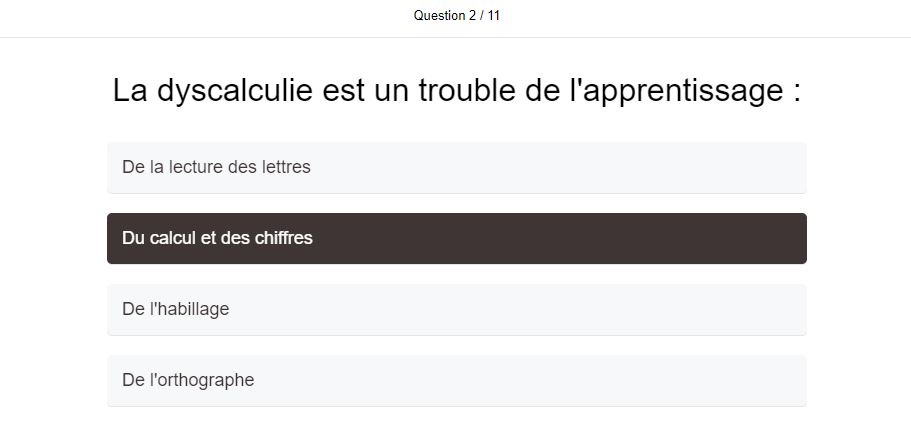 Question 2 / 11
La dyscalculie est un trouble de l'apprentissage :
De la lecture des lettres
Du calcul et des chiffres
De l'habillage
De l'orthographe